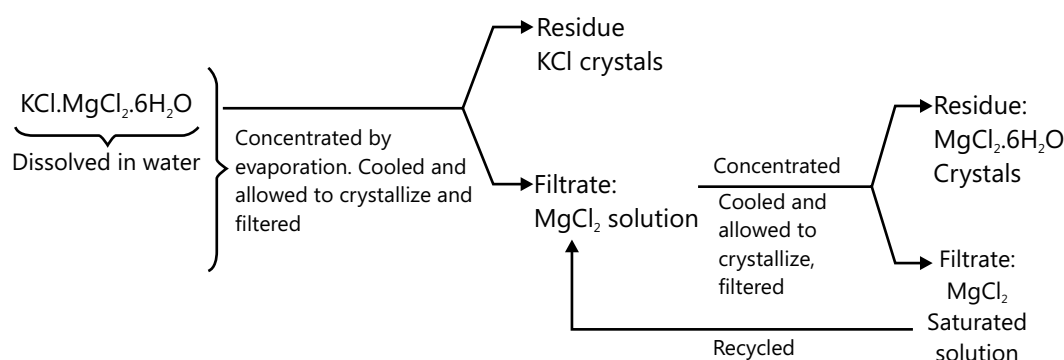 KCl.MgCl₂.6H₂O
Dissolved in water
Concentrated by
evaporation. Cooled and
allowed to crystallize and
filtered
Residue
KCl crystals
Filtrate:
MgCl₂ solution
Concentrated
Cooled and
allowed to
crystallize,
filtered
Residue:
MgCl₂.6H₂O
Crystals
Filtrate:
MgCl₂
Saturated
solution
Recycled